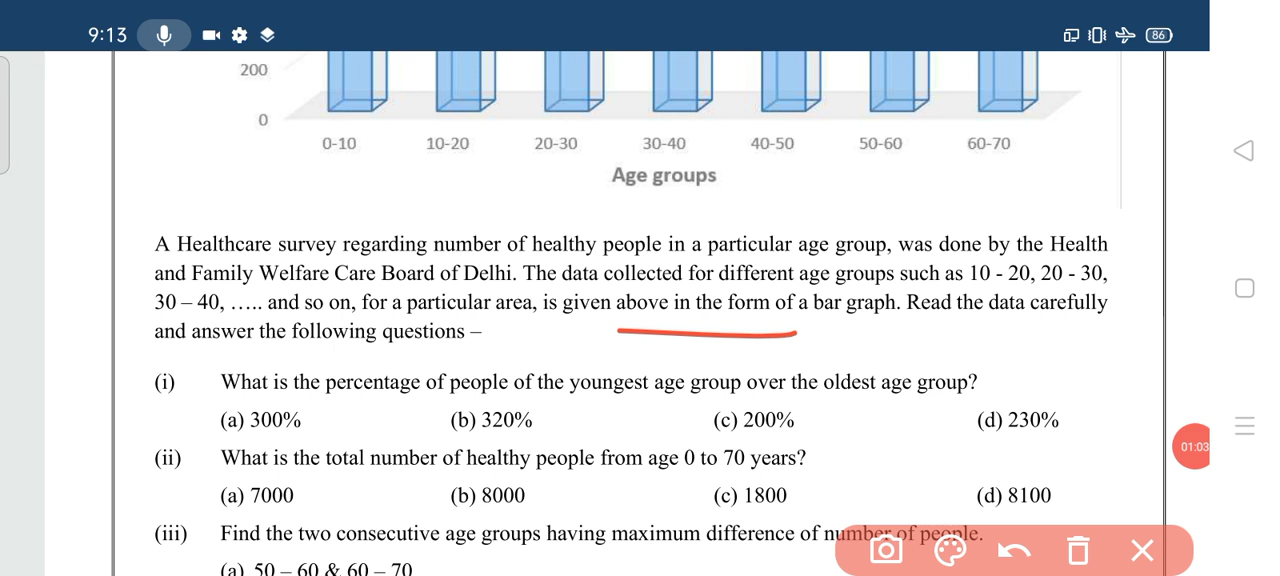 9:13
86
200
0
0-10 10-20 20-30 30-40 40-50 50-60 60-70
Age groups
A Healthcare survey regarding number of healthy people in a particular age group, was done by the Health
and Family Welfare Care Board of Delhi. The data collected for different age groups such as 10 - 20, 20 - 30,
30 – 40, ….. and so on, for a particular area, is given above in the form of a bar graph. Read the data carefully
and answer the following questions –
(i) What is the percentage of people of the youngest age group over the oldest age group?
(a) 300% (b) 320% (c) 200% (d) 230%
01:03
(ii) What is the total number of healthy people from age 0 to 70 years?
(a) 7000 (b) 8000 (c) 1800 (d) 8100
(iii) Find the two consecutive age groups having maximum difference of number of people.
(a) 50 – 60 & 60 – 70